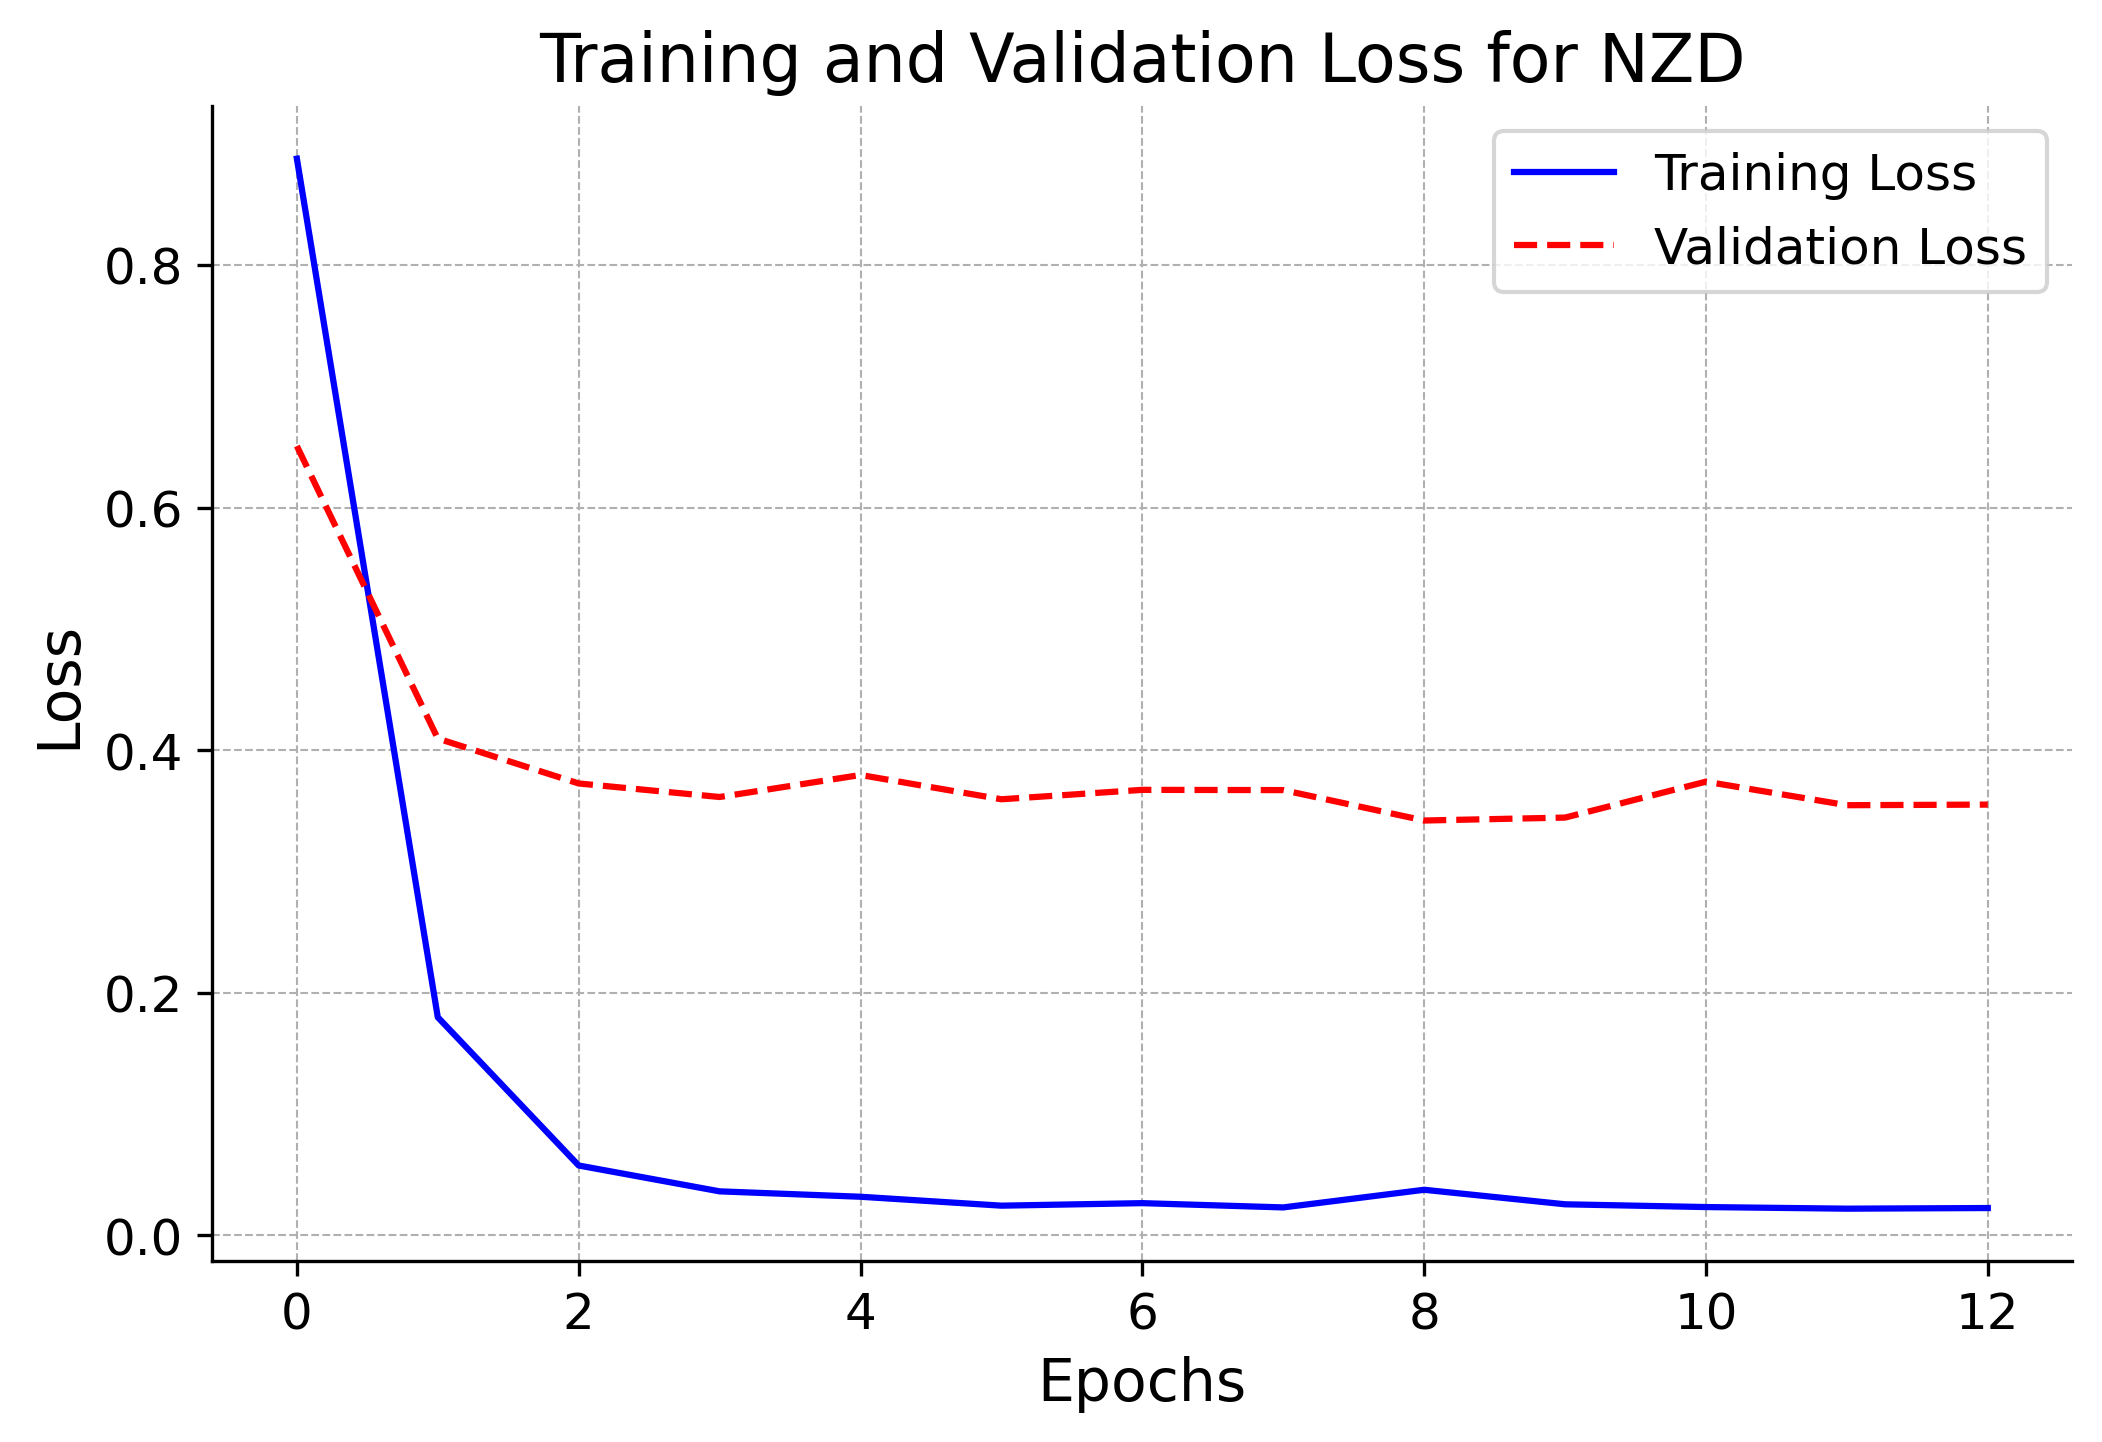 Training and Validation Loss for NZD
Training Loss
Validation Loss
Loss
0.8
0.6
0.4
0.2
0.0
0 2 4 6 8 10 12
Epochs